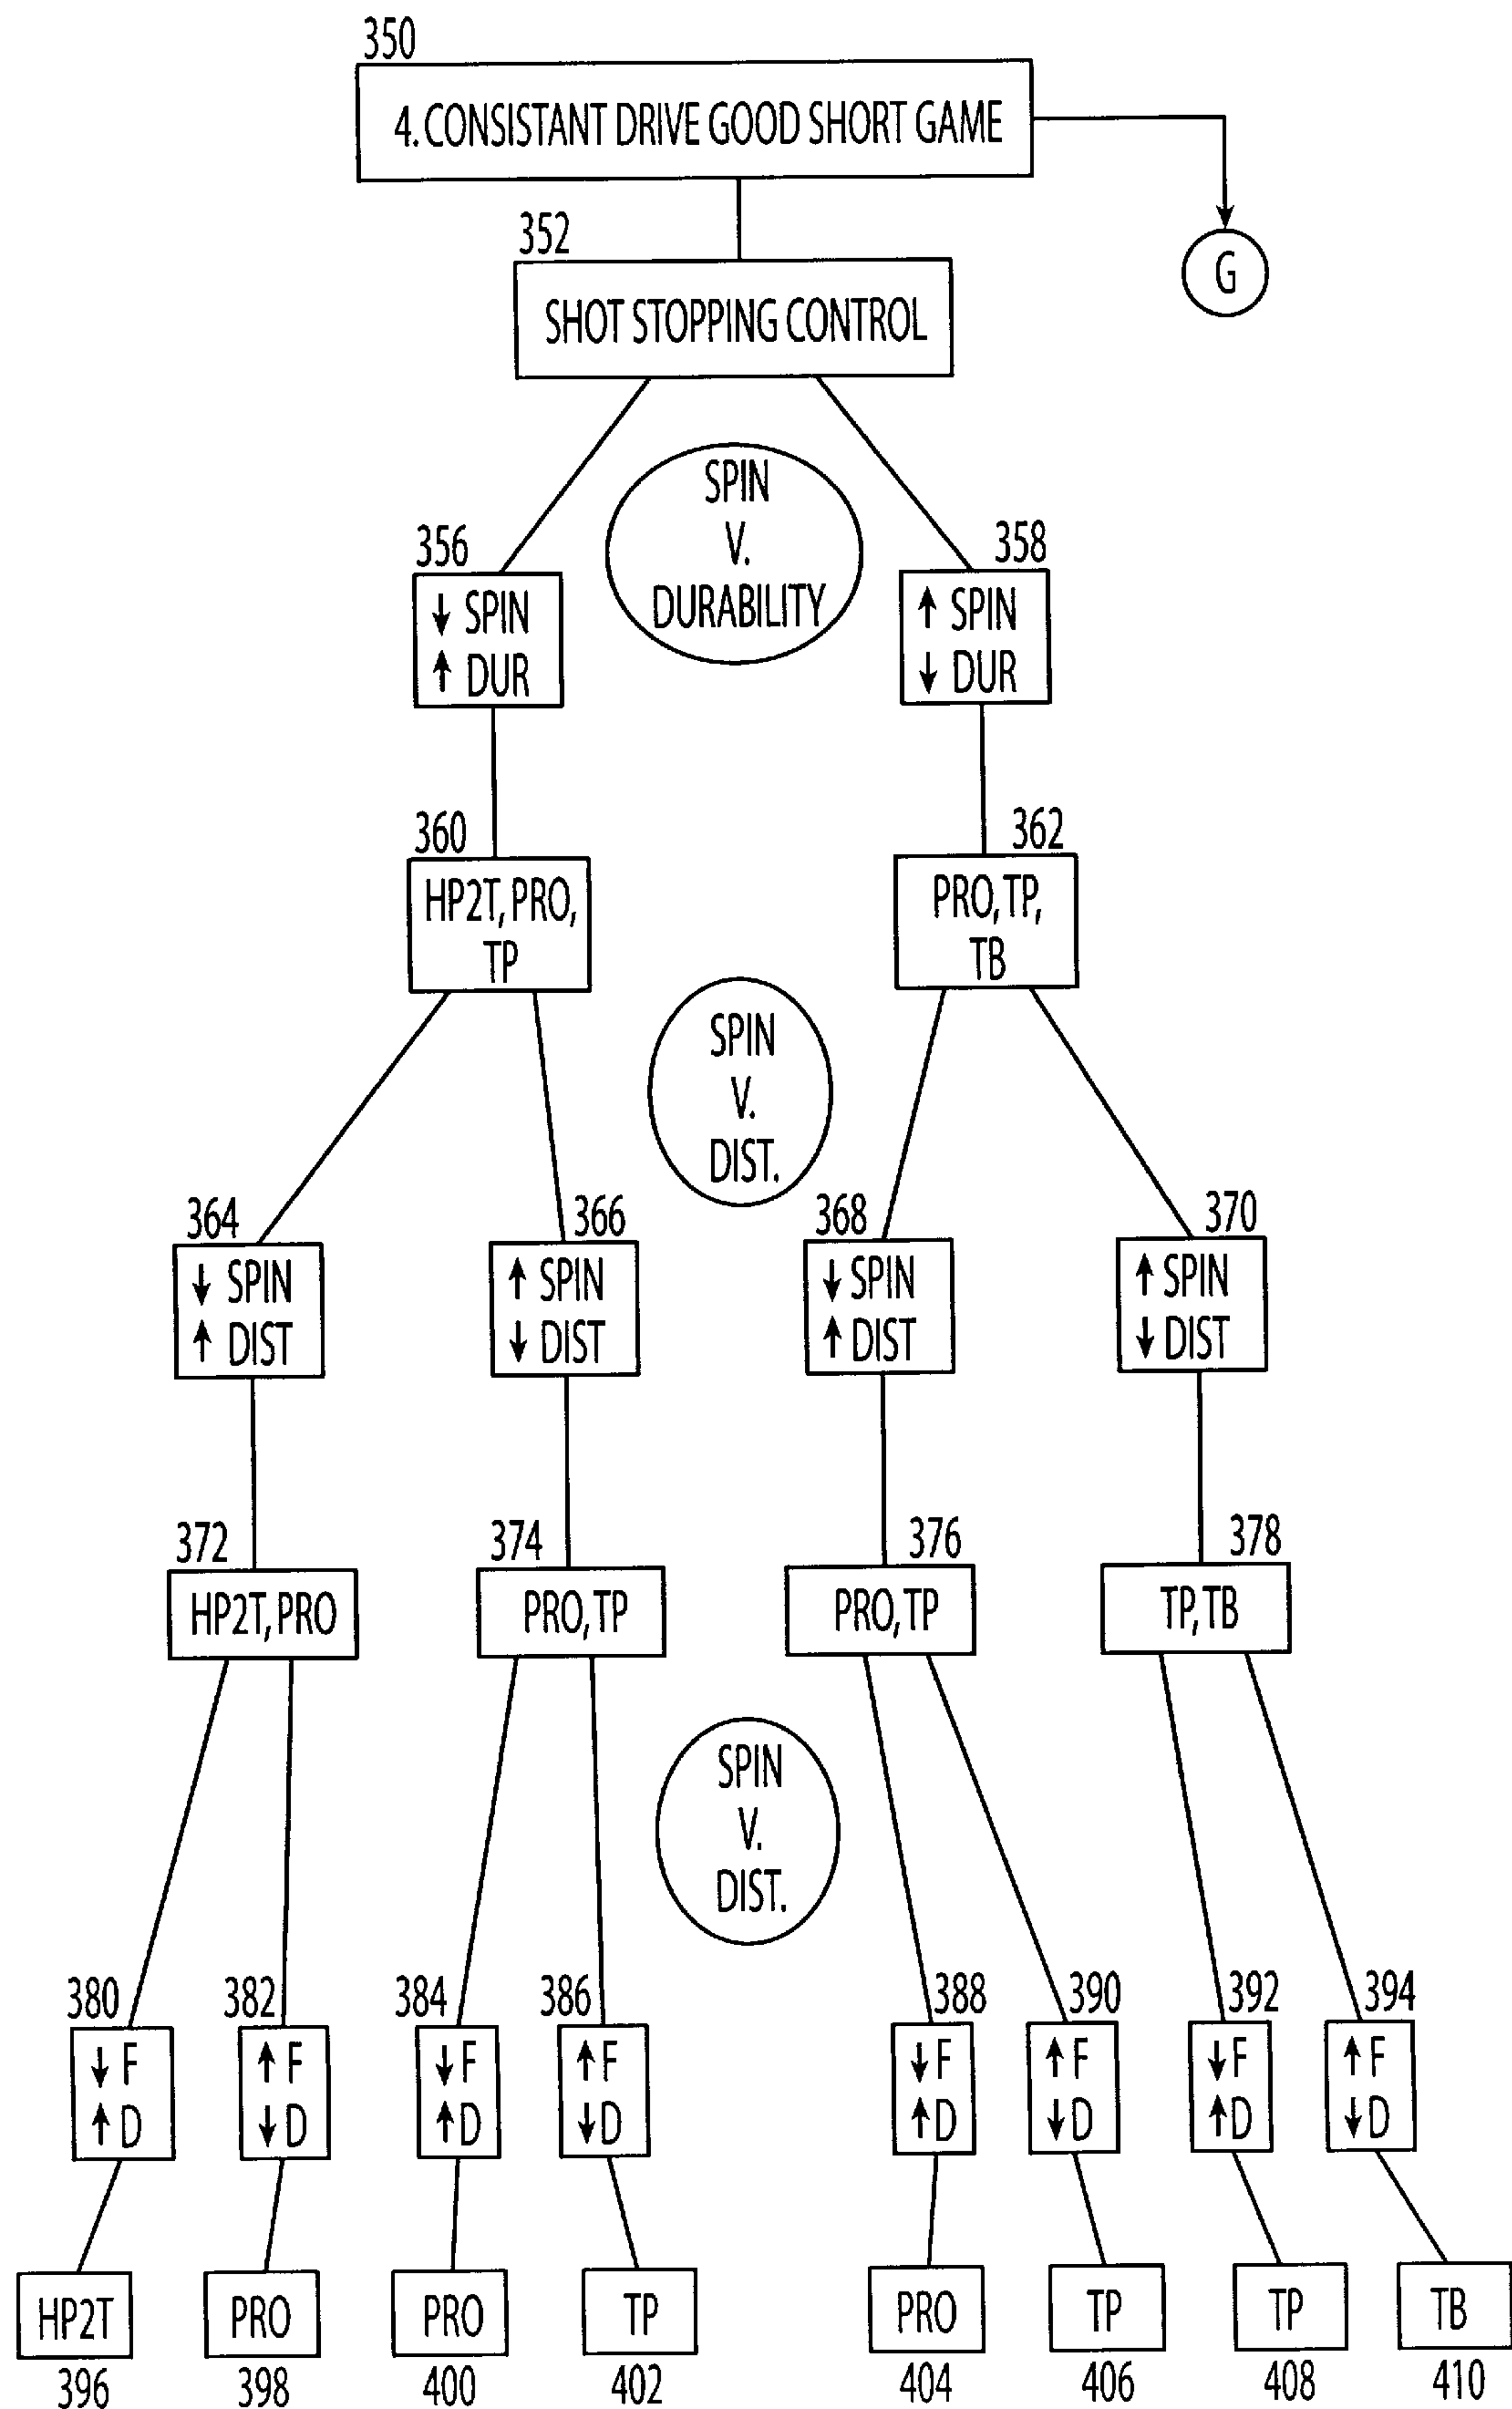 350
4. CONSISTANT DRIVE GOOD SHORT GAME
G
352
SHOT STOPPING CONTROL
SPIN
V.
DURABILITY
356
↓ SPIN
↑ DUR
358
↑ SPIN
↓ DUR
360
HP2T, PRO,
TP
362
PRO, TP,
TB
SPIN
V.
DIST.
364
↓ SPIN
↑ DIST
366
↑ SPIN
↓ DIST
368
↓ SPIN
↑ DIST
370
↑ SPIN
↓ DIST
372
HP2T, PRO
374
PRO, TP
376
PRO, TP
378
TP, TB
SPIN
V.
DIST.
380
↓ F
↑ D
382
↑ F
↓ D
384
↓ F
↑ D
386
↑ F
↓ D
388
↓ F
↑ D
390
↑ F
↓ D
392
↓ F
↑ D
394
↑ F
↓ D
HP2T
396
PRO
398
PRO
400
TP
402
PRO
404
TP
406
TP
408
TB
410